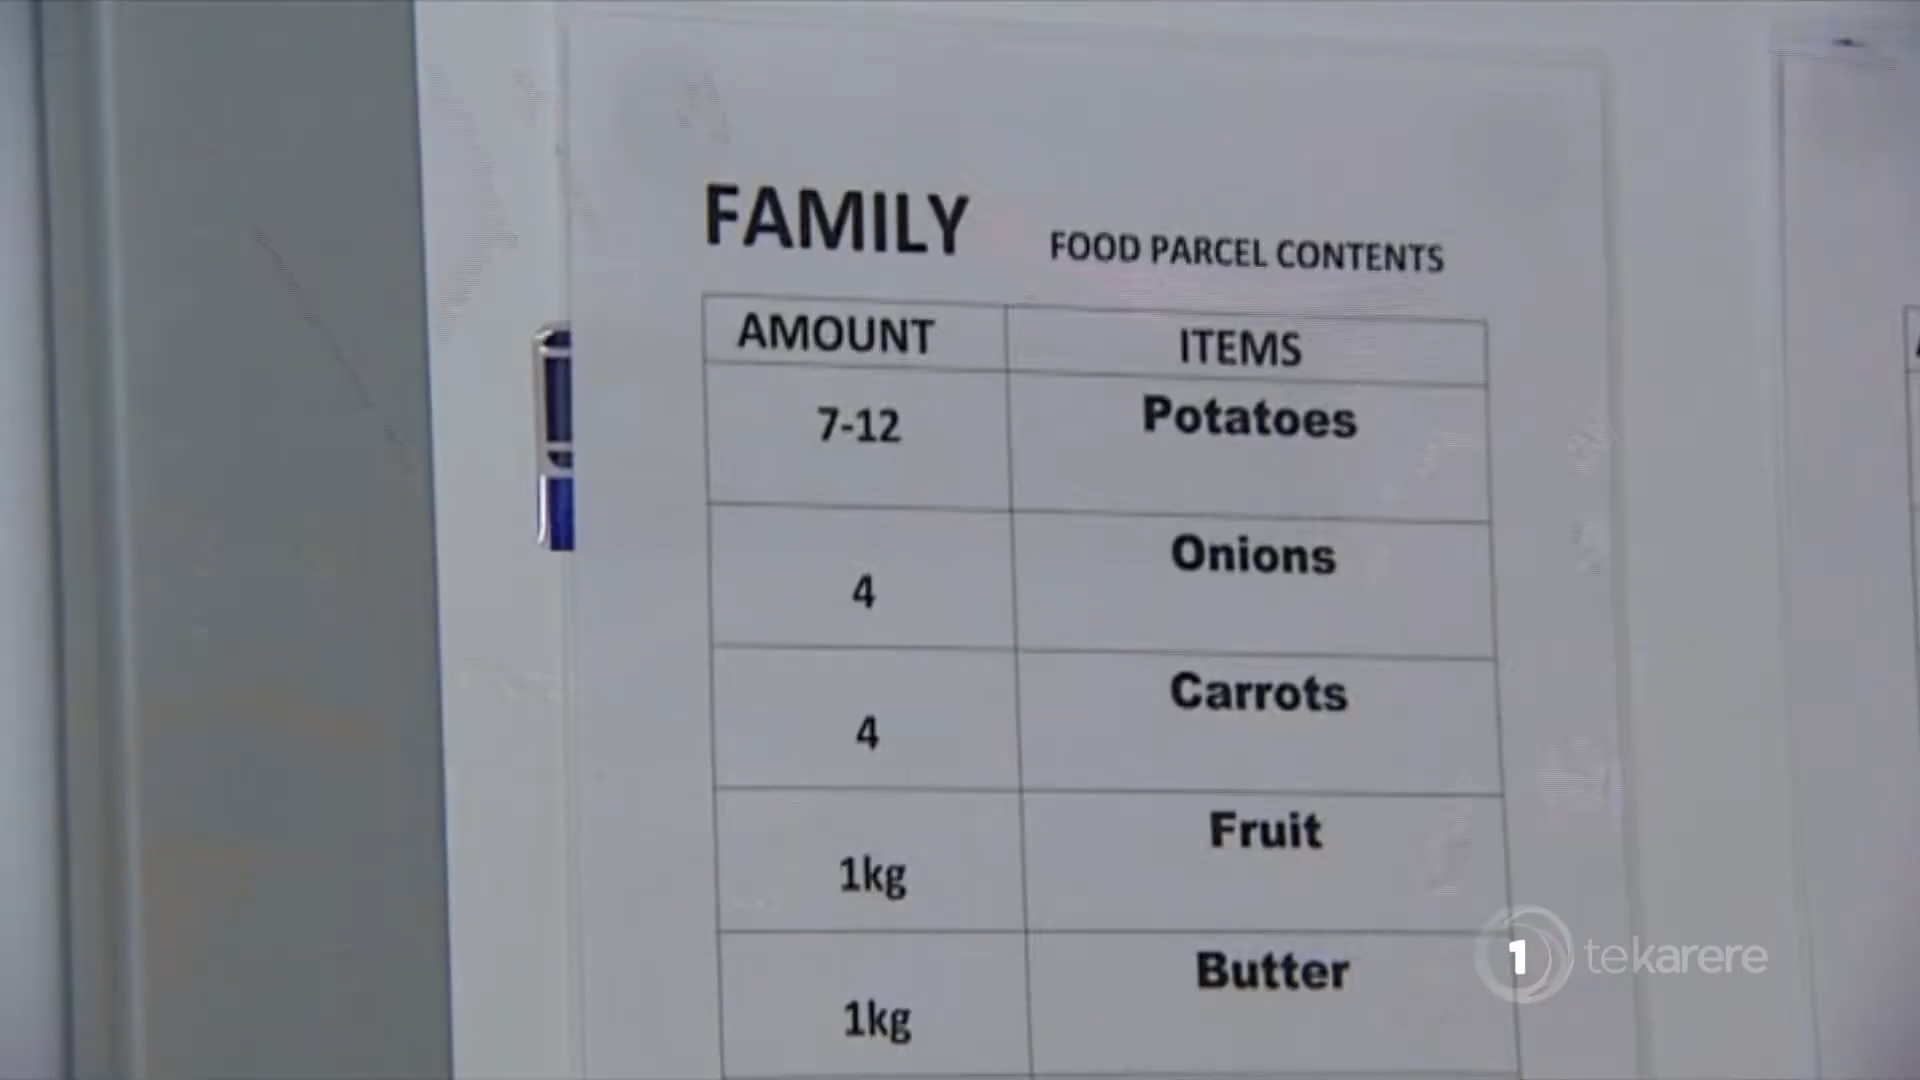 FAMILY FOOD PARCEL CONTENTS
AMOUNT ITEMS
7-12 Potatoes
4 Onions
4 Carrots
1kg Fruit
1kg Butter
1 tekarere